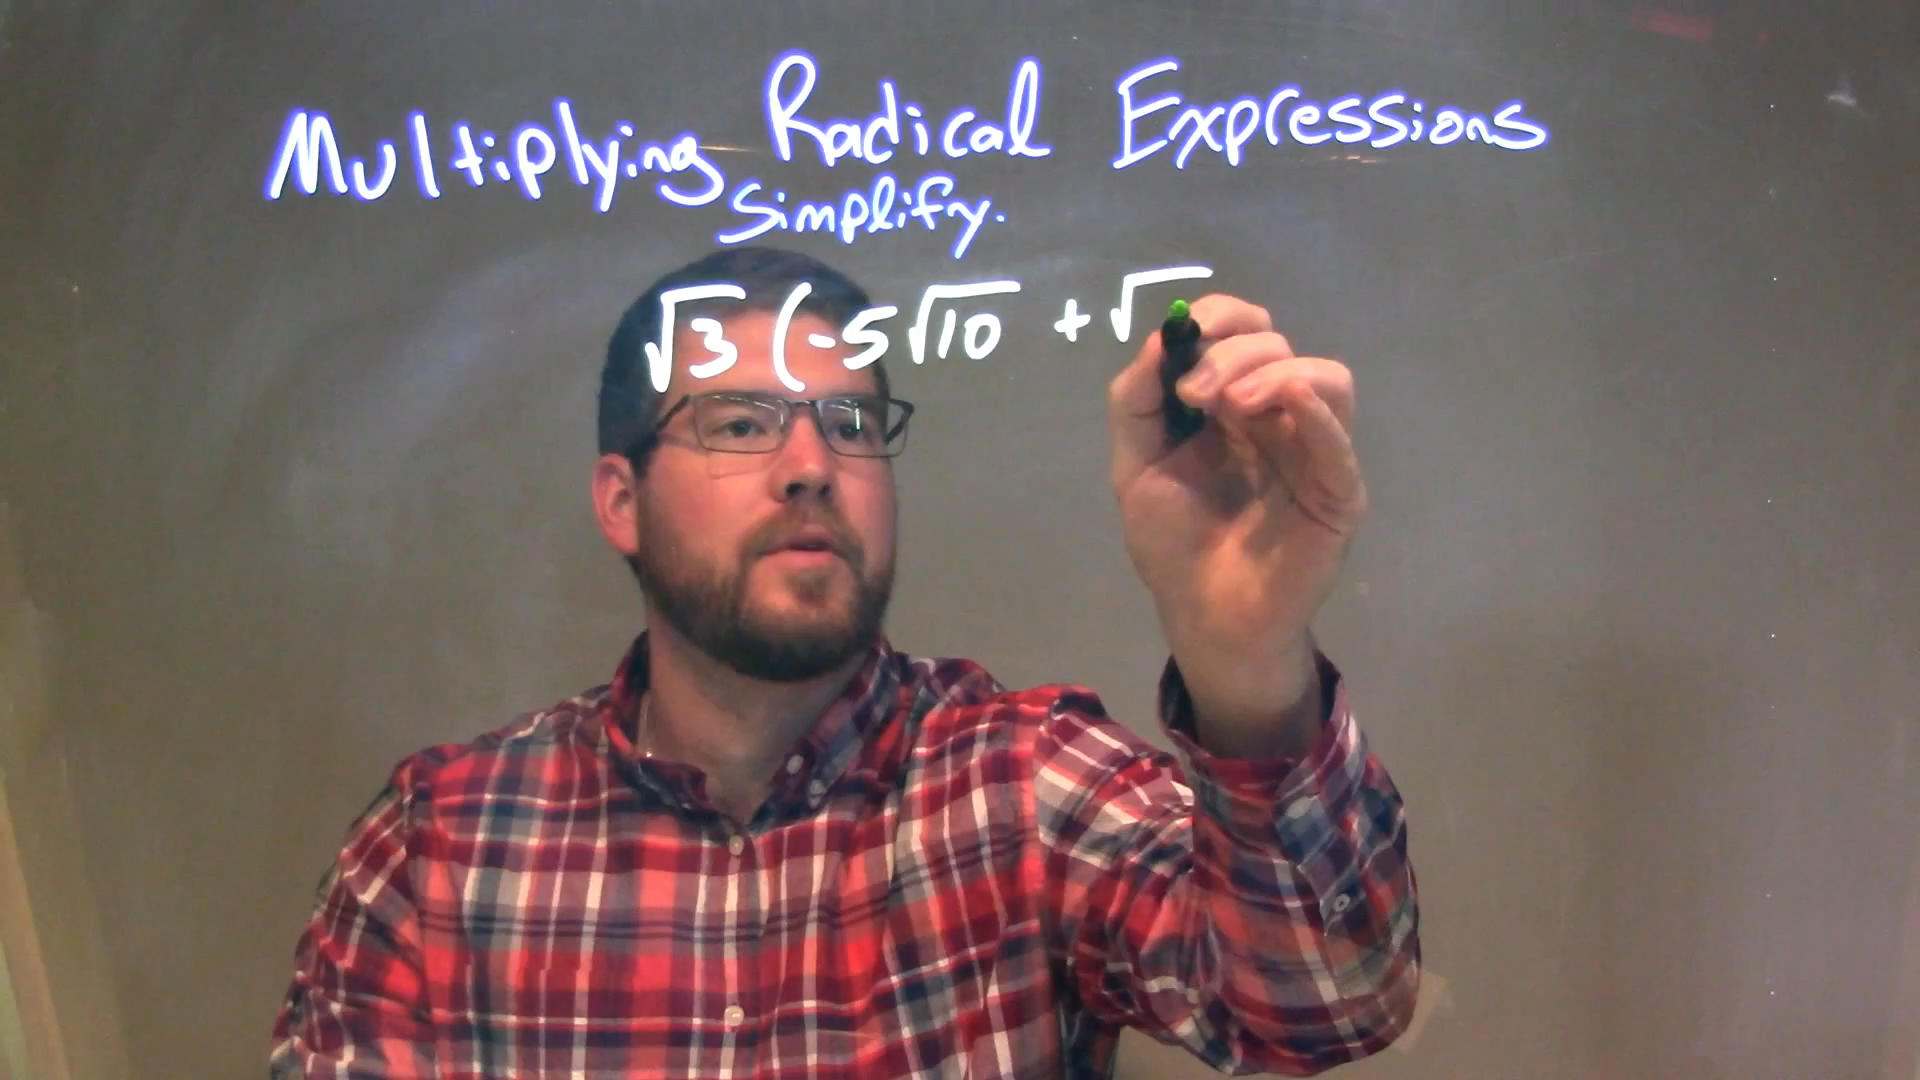 Multiplying Radical Expressions
Simplify.
√3 (-5√10 + √